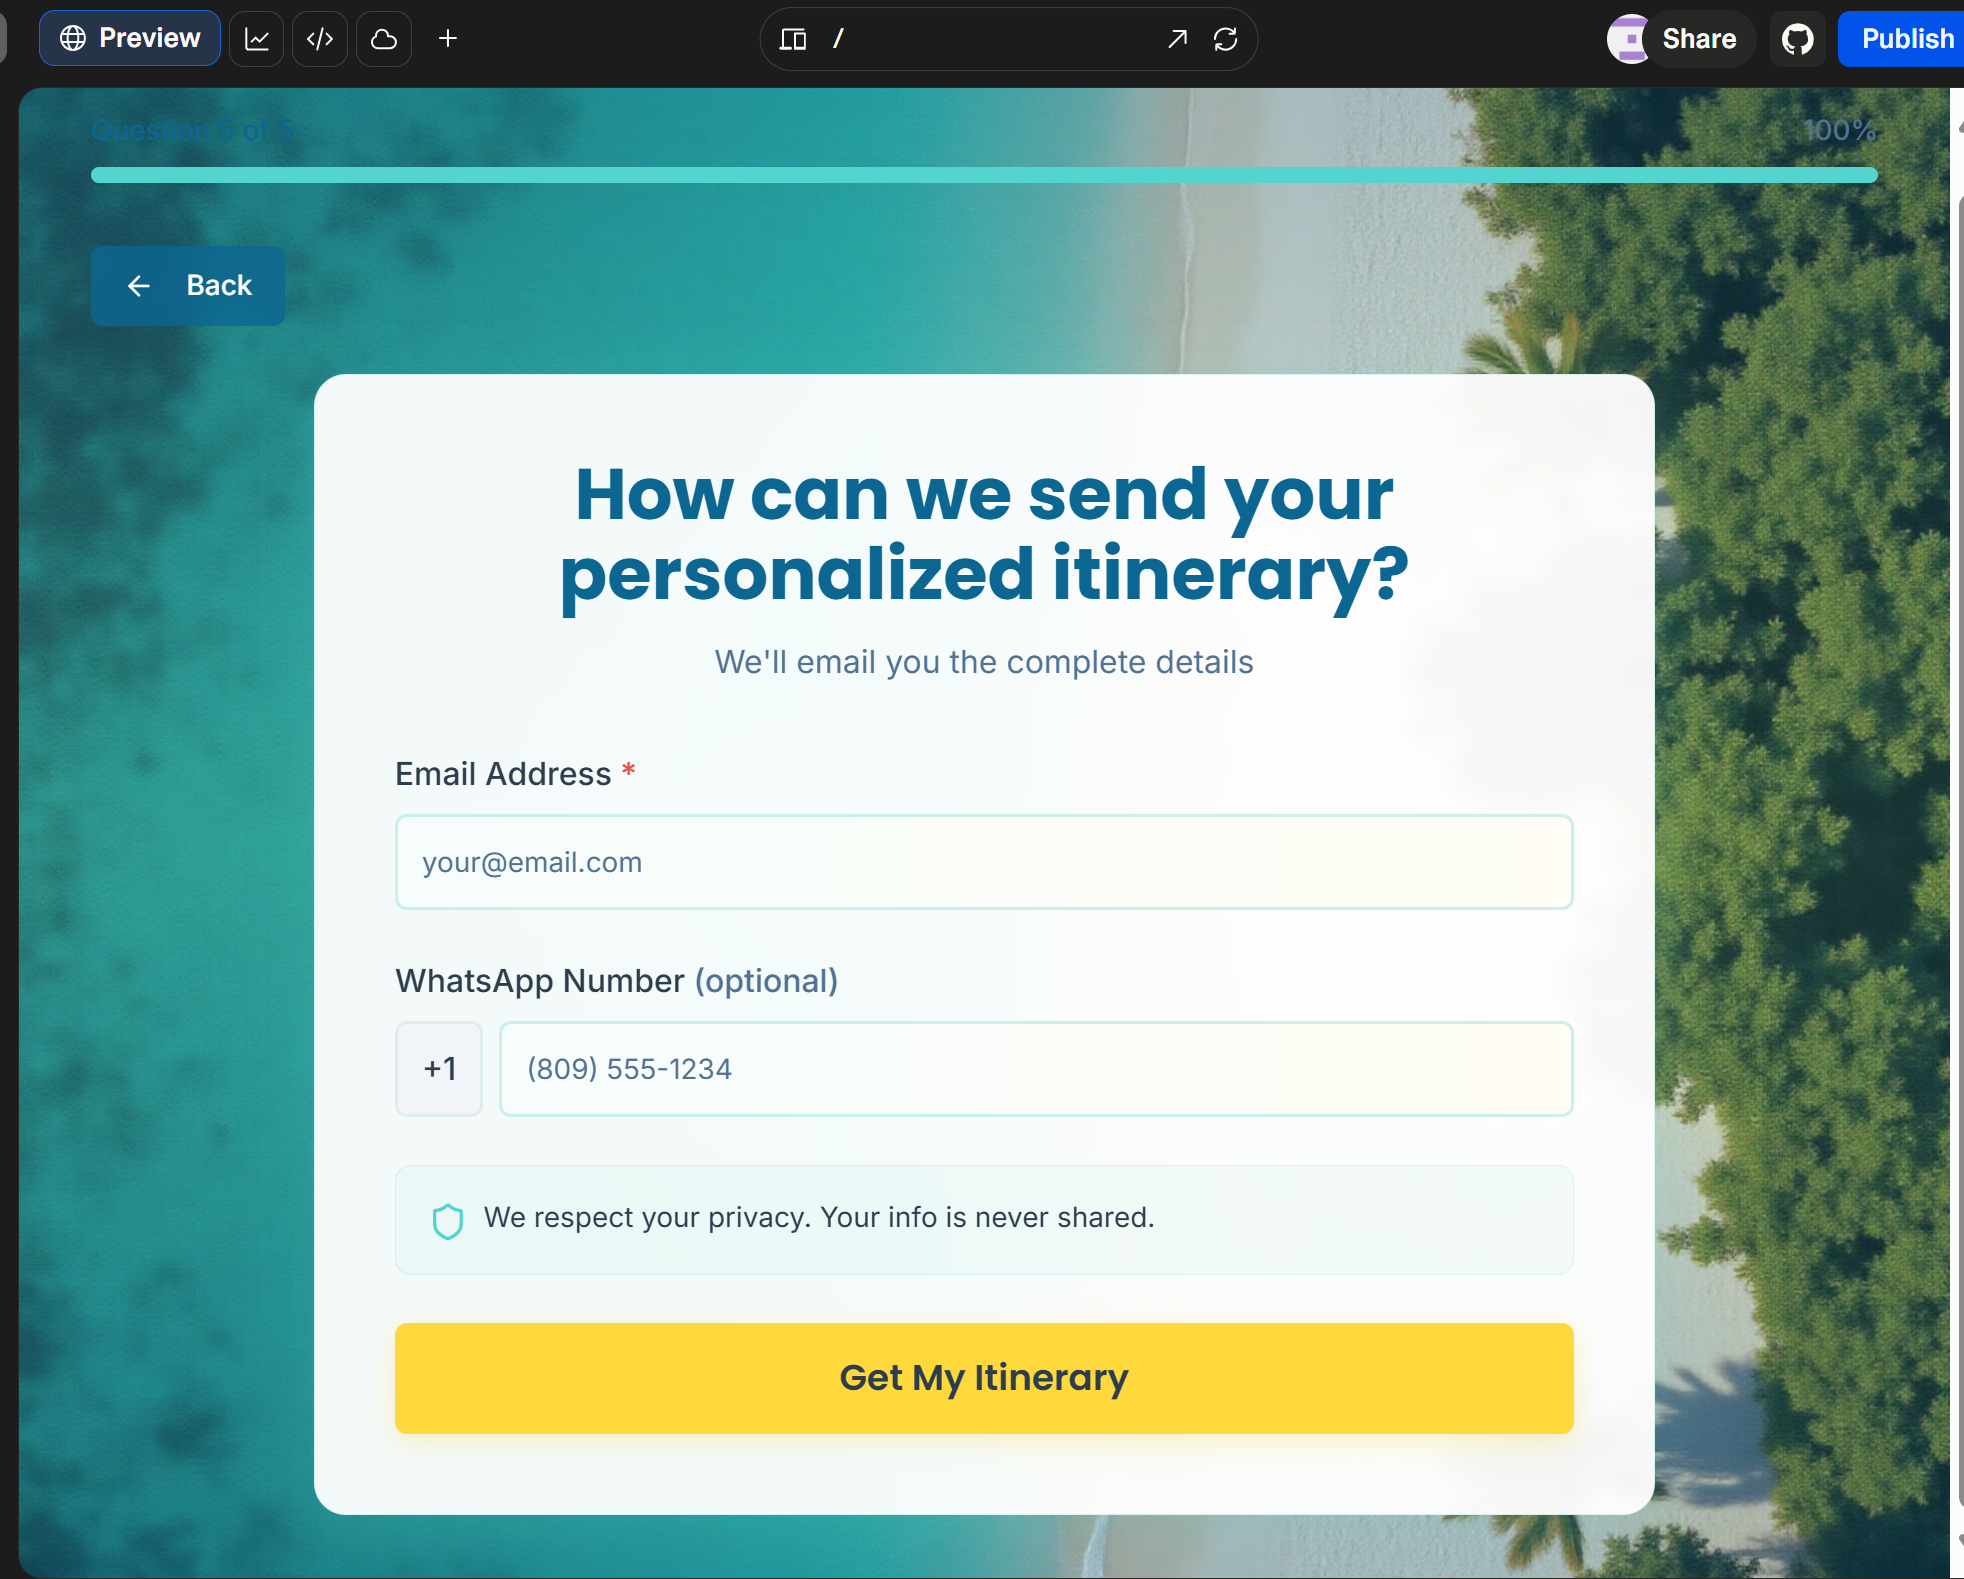 Preview
/
Share
Publish
Question 5 of 5
100%
Back
How can we send your
personalized itinerary?
We'll email you the complete details
Email Address *
your@email.com
WhatsApp Number (optional)
+1
(809) 555-1234
We respect your privacy. Your info is never shared.
Get My Itinerary